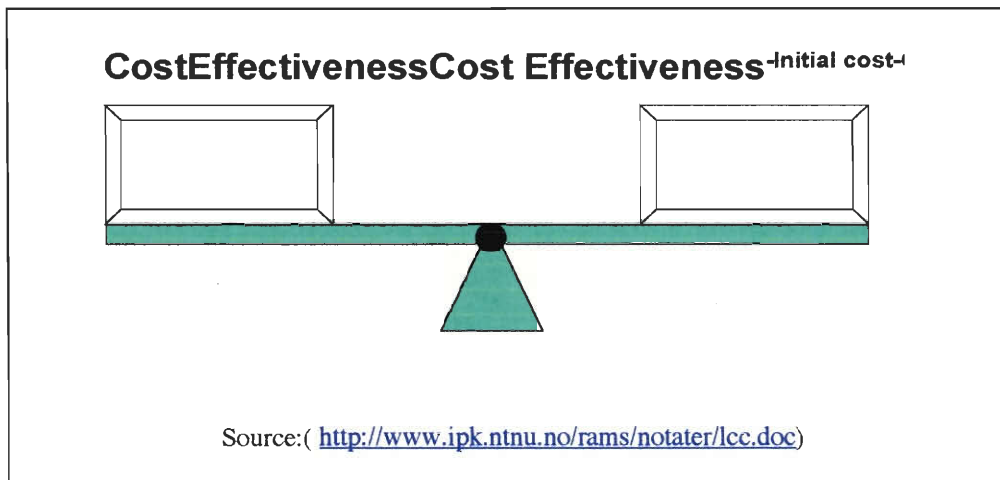 CostEffectivenessCost Effectiveness-Initial cost-
Source:( http://www.ipk.ntnu.no/rams/notater/lcc.doc)